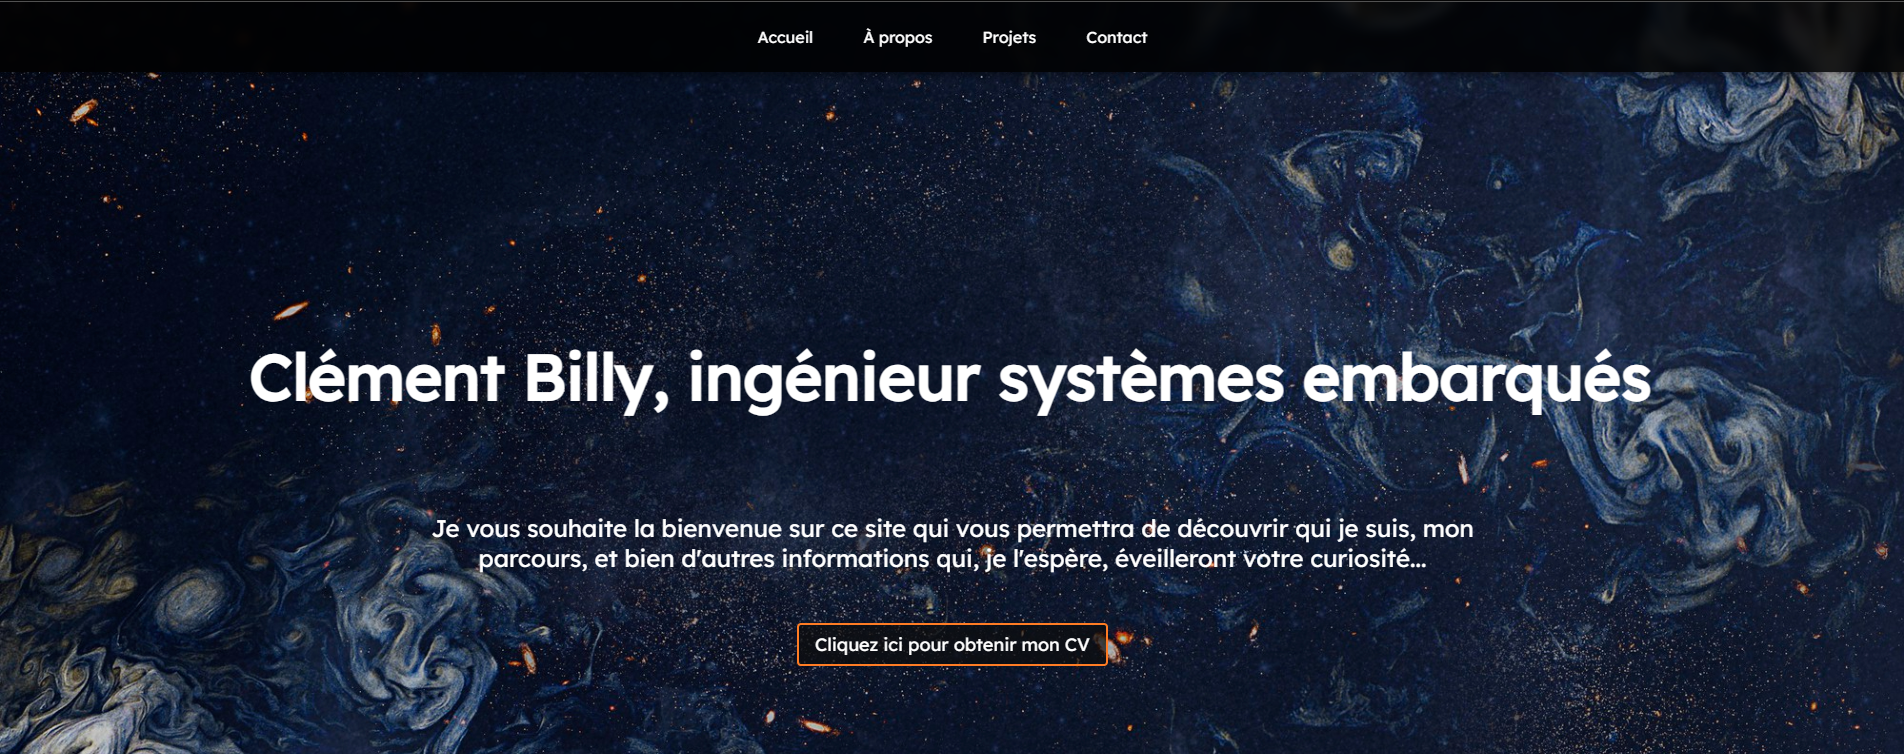 Accueil À propos Projets Contact
Clément Billy, ingénieur systèmes embarqués
Je vous souhaite la bienvenue sur ce site qui vous permettra de découvrir qui je suis, mon
parcours, et bien d'autres informations qui, je l'espère, éveilleront votre curiosité...
Cliquez ici pour obtenir mon CV